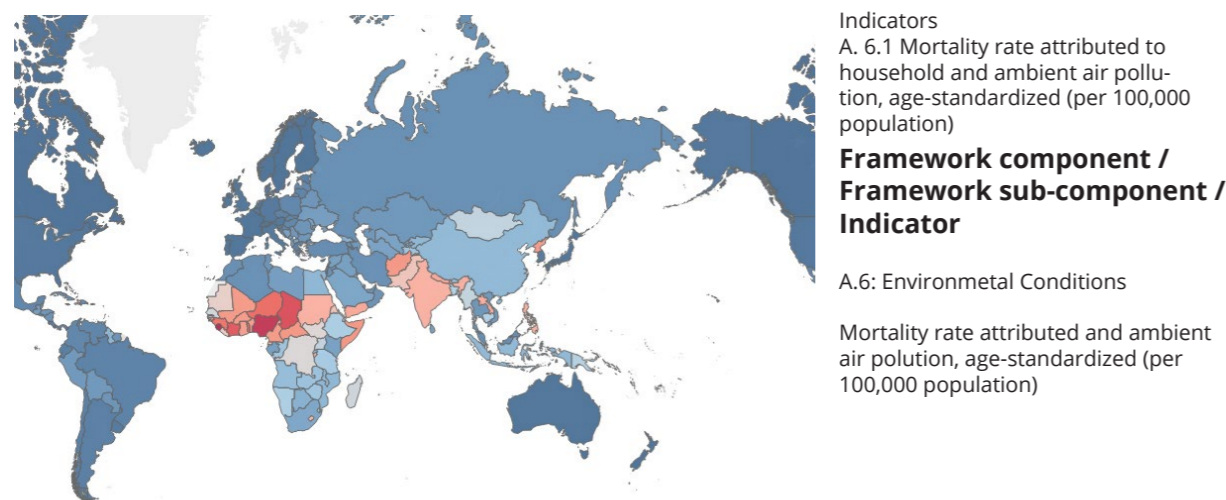 Indicators
A. 6.1 Mortality rate attributed to
household and ambient air pollu-
tion, age-standardized (per 100,000
population)
Framework component /
Framework sub-component /
Indicator
A.6: Environmetal Conditions
Mortality rate attributed and ambient
air polution, age-standardized (per
100,000 population)